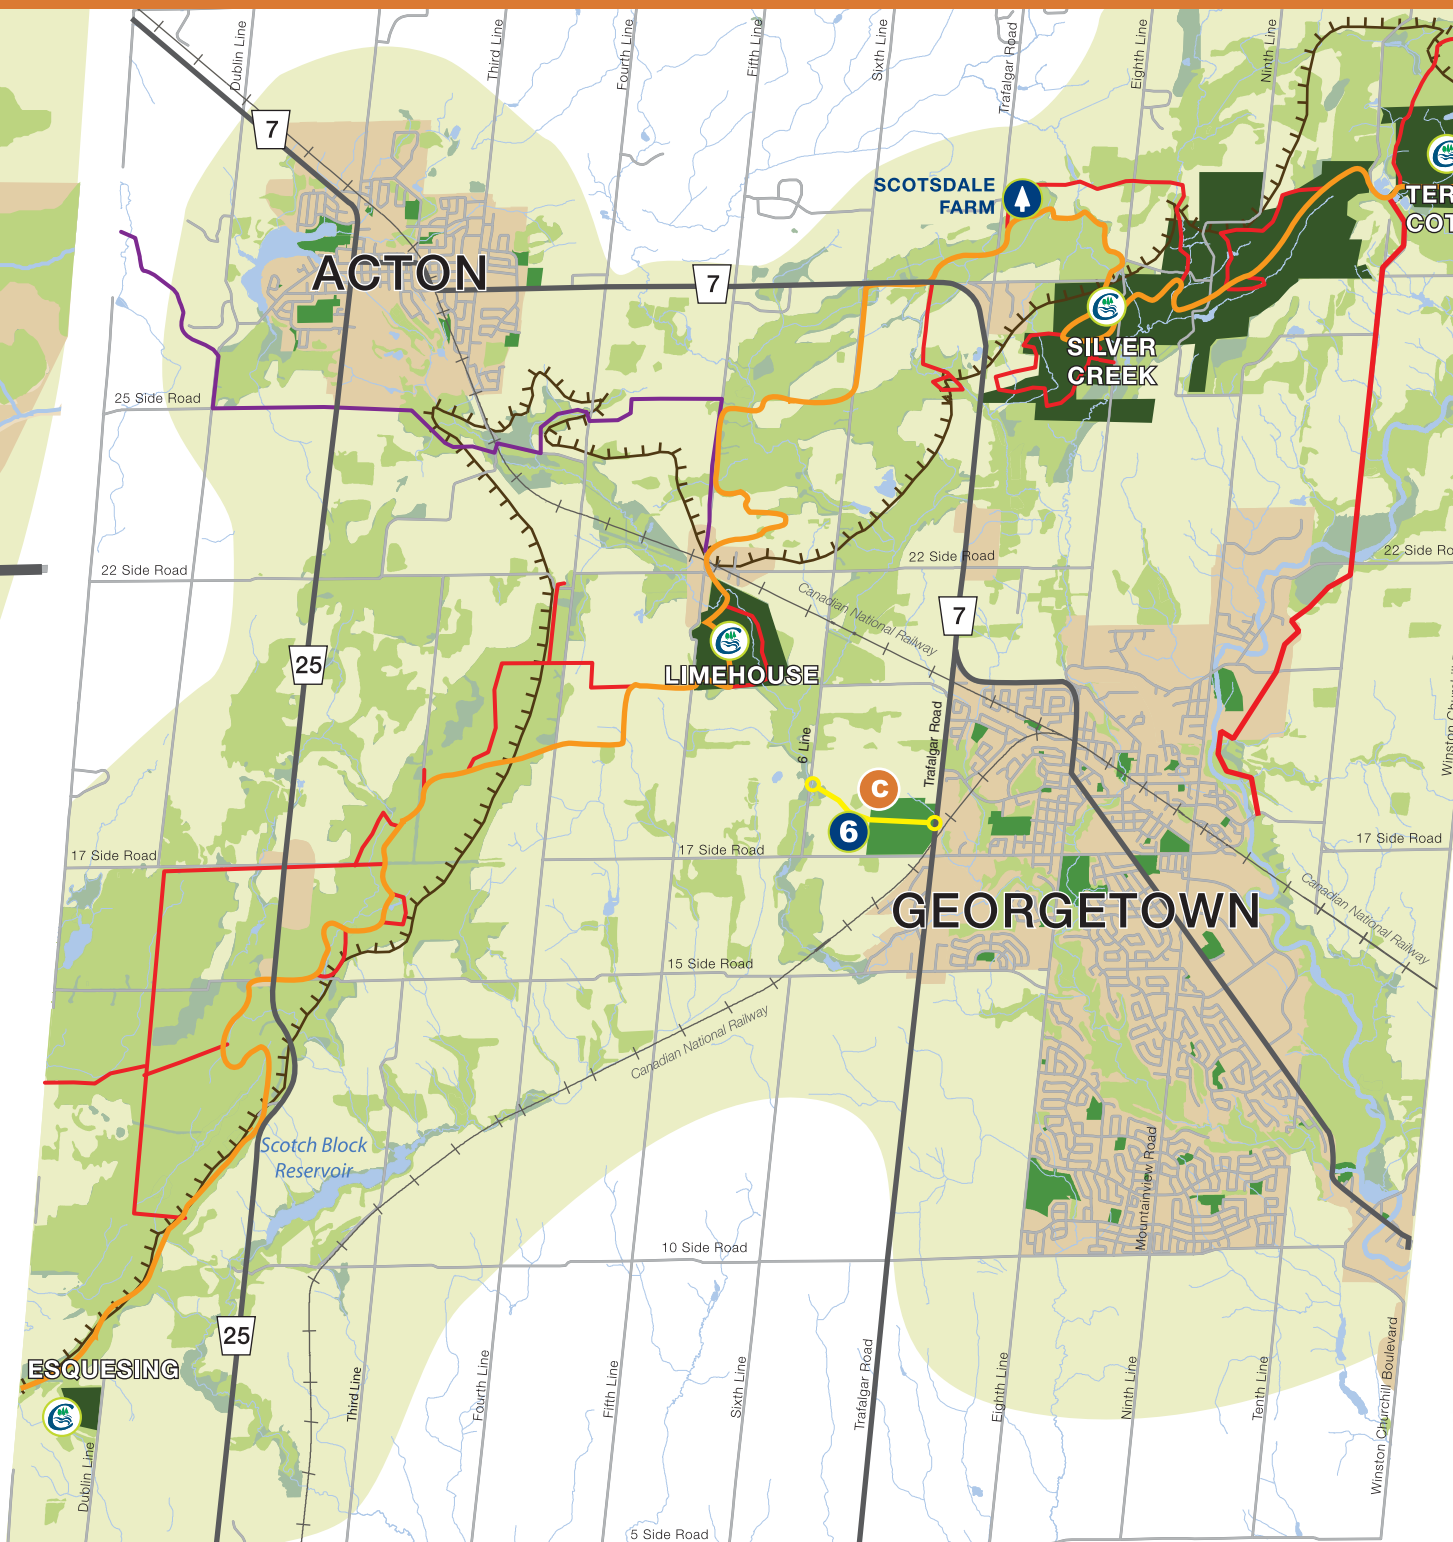 Dublin Line
Third Line
Fourth Line
Fifth Line
Sixth Line
Trafalgar Road
Eighth Line
Ninth Line
7
SCOTSDALE
FARM
TER
COT
ACTON
7
SILVER
CREEK
25 Side Road
22 Side Road
22 Side Road
22 Side Ro
Canadian National Railway
7
25
LIMEHOUSE
6 Line
Trafalgar Road
C
6
17 Side Road
17 Side Road
17 Side Road
GEORGETOWN
Canadian National Railway
15 Side Road
Canadian National Railway
Scotch Block
Reservoir
Mountainview Road
10 Side Road
25
ESQUESING
Dublin Line
Third Line
Fourth Line
Fifth Line
Sixth Line
Trafalgar Road
Eighth Line
Ninth Line
Tenth Line
Winston Churchill Boulevard
5 Side Road